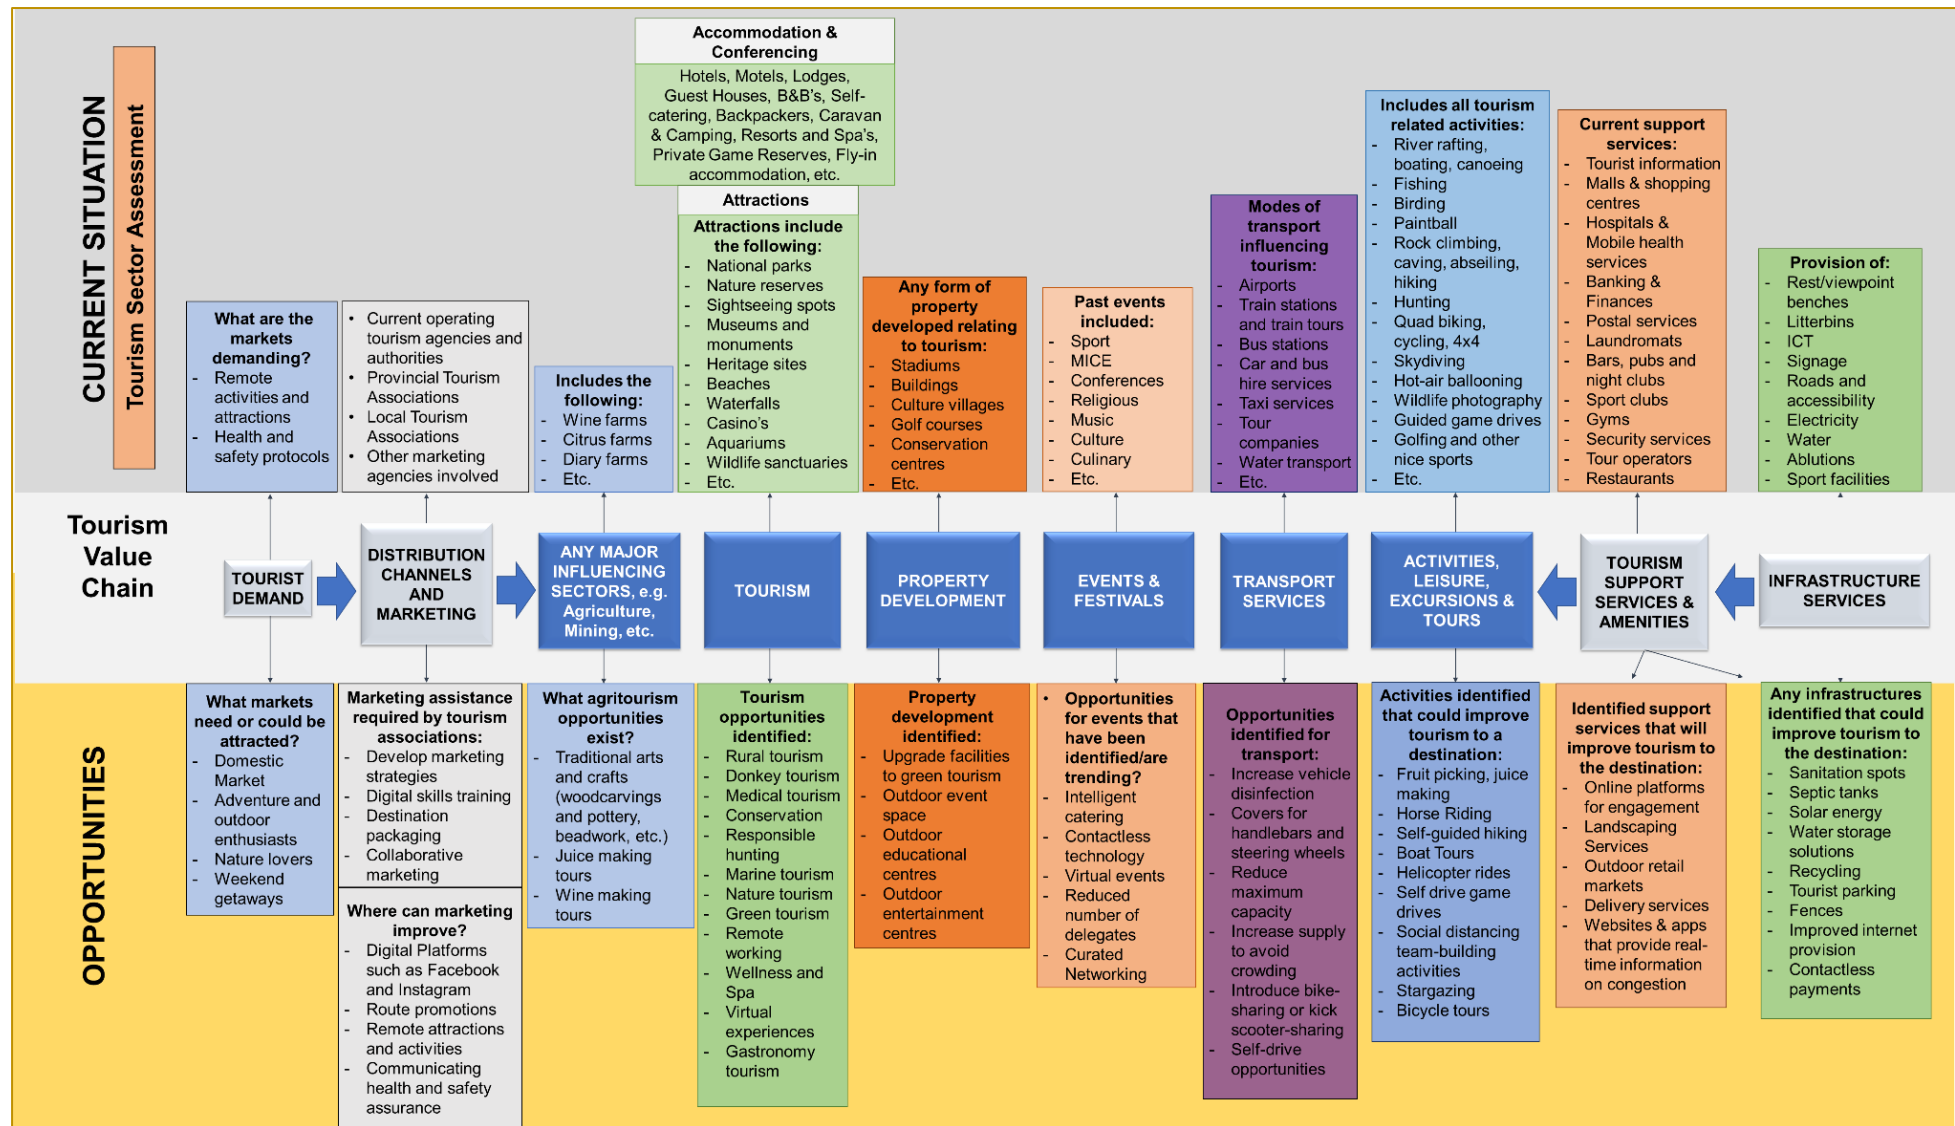 CURRENT SITUATION
Tourism Sector Assessment
What are the
markets
demanding?
- Remote
activities and
attractions
- Health and
safety protocols
• Current operating
tourism agencies and
authorities
• Provincial Tourism
Associations
• Local Tourism
Associations
• Other marketing
agencies involved
Includes the
following:
- Wine farms
- Citrus farms
- Diary farms
- Etc.
Accommodation &
Conferencing
Hotels, Motels, Lodges,
Guest Houses, B&B's, Self-
catering, Backpackers, Caravan
& Camping, Resorts and Spa's,
Private Game Reserves, Fly-in
accommodation, etc.
Attractions
Attractions include
the following:
- National parks
- Nature reserves
- Sightseeing spots
- Museums and
monuments
- Heritage sites
- Beaches
- Waterfalls
- Casino's
- Aquariums
- Wildlife sanctuaries
- Etc.
Any form of
property
developed relating
to tourism:
- Stadiums
- Buildings
- Culture villages
- Golf courses
- Conservation
centres
- Etc.
Past events
included:
- Sport
- MICE
- Conferences
- Religious
- Music
- Culture
- Culinary
- Etc.
Modes of
transport
influencing
tourism:
- Airports
- Train stations
and train tours
- Bus stations
- Car and bus
hire services
- Taxi services
- Tour
companies
- Water transport
- Etc.
Includes all tourism
related activities:
- River rafting,
boating, canoeing
- Fishing
- Birding
- Paintball
- Rock climbing,
caving, abseiling,
hiking
- Hunting
- Quad biking,
cycling, 4x4
- Skydiving
- Hot-air ballooning
- Wildlife photography
- Guided game drives
- Golfing and other
nice sports
- Etc.
Current support
services:
- Tourist information
- Malls & shopping
centres
- Hospitals &
Mobile health
services
- Banking &
Finances
- Postal services
- Laundromats
- Bars, pubs and
night clubs
- Sport clubs
- Gyms
- Security services
- Tour operators
- Restaurants
Provision of:
- Rest/viewpoint
benches
- Litterbins
- ICT
- Signage
- Roads and
accessibility
- Electricity
- Water
- Ablutions
- Sport facilities
Tourism
Value
Chain
TOURIST
DEMAND
DISTRIBUTION
CHANNELS
AND
MARKETING
ANY MAJOR
INFLUENCING
SECTORS, e.g.
Agriculture,
Mining, etc.
TOURISM
PROPERTY
DEVELOPMENT
EVENTS &
FESTIVALS
TRANSPORT
SERVICES
ACTIVITIES,
LEISURE,
EXCURSIONS &
TOURS
TOURISM
SUPPORT
SERVICES &
AMENITIES
INFRASTRUCTURE
SERVICES
OPPORTUNITIES
What markets
need or could be
attracted?
- Domestic
Market
- Adventure and
outdoor
enthusiasts
- Nature lovers
- Weekend
getaways
Marketing assistance
required by tourism
associations:
- Develop marketing
strategies
- Digital skills training
- Destination
packaging
- Collaborative
marketing
Where can marketing
improve?
- Digital Platforms
such as Facebook
and Instagram
- Route promotions
- Remote attractions
and activities
- Communicating
health and safety
assurance
What agritourism
opportunities
exist?
- Traditional arts
and crafts
(woodcarvings
and pottery,
beadwork, etc.)
- Juice making
tours
- Wine making
tours
Tourism
opportunities
identified:
- Rural tourism
- Donkey tourism
- Medical tourism
- Conservation
- Responsible
hunting
- Marine tourism
- Nature tourism
- Green tourism
- Remote
working
- Wellness and
Spa
- Virtual
experiences
- Gastronomy
tourism
Property
development
identified:
- Upgrade facilities
to green tourism
- Outdoor event
space
- Outdoor
educational
centres
- Outdoor
entertainment
centres
• Opportunities
for events that
have been
identified/are
trending?
- Intelligent
catering
- Contactless
technology
- Virtual events
- Reduced
number of
delegates
- Curated
Networking
Opportunities
identified for
transport:
- Increase vehicle
disinfection
- Covers for
handlebars and
steering wheels
- Reduce
maximum
capacity
- Increase supply
to avoid
crowding
- Introduce bike-
sharing or kick
scooter-sharing
- Self-drive
opportunities
Activities identified
that could improve
tourism to a
destination:
- Fruit picking, juice
making
- Horse Riding
- Self-guided hiking
- Boat Tours
- Helicopter rides
- Self drive game
drives
- Social distancing
team-building
activities
- Stargazing
- Bicycle tours
Identified support
services that will
improve tourism to
the destination:
- Online platforms
for engagement
- Landscaping
Services
- Outdoor retail
markets
- Delivery services
- Websites & apps
that provide real-
time information
on congestion
Any infrastructures
identified that could
improve tourism to
the destination:
- Sanitation spots
- Septic tanks
- Solar energy
- Water storage
solutions
- Recycling
- Tourist parking
- Fences
- Improved internet
provision
- Contactless
payments